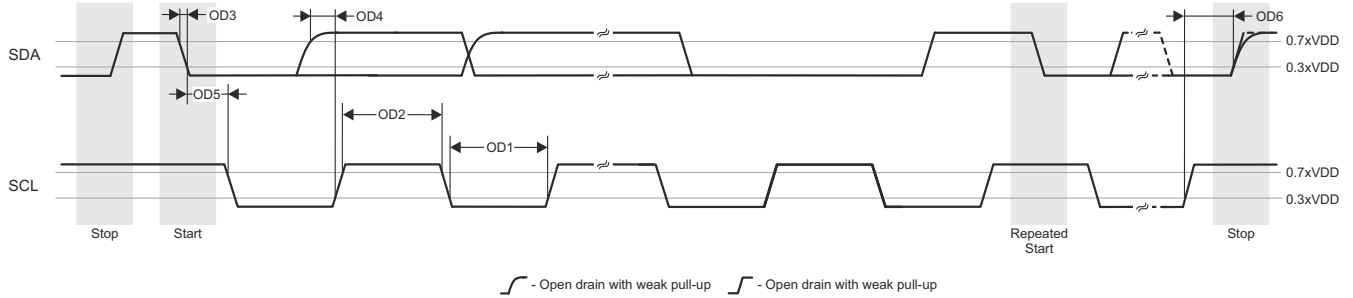 OD3
OD4
OD6
SDA
0.7xVDD
0.3xVDD
OD5
OD2
OD1
SCL
0.7xVDD
0.3xVDD
Stop
Start
Repeated
Start
Stop
- Open drain with weak pull-up
- Open drain with weak pull-up